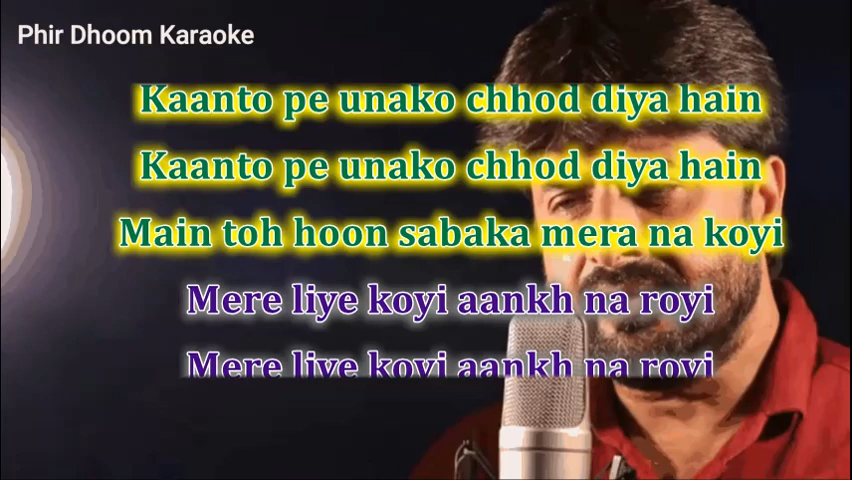 Phir Dhoom Karaoke
Kaanto pe unako chhod diya hain
Kaanto pe unako chhod diya hain
Main toh hoon sabaka mera na koyi
Mere liye koyi aankh na royi
Mere liye koyi aankh na royi